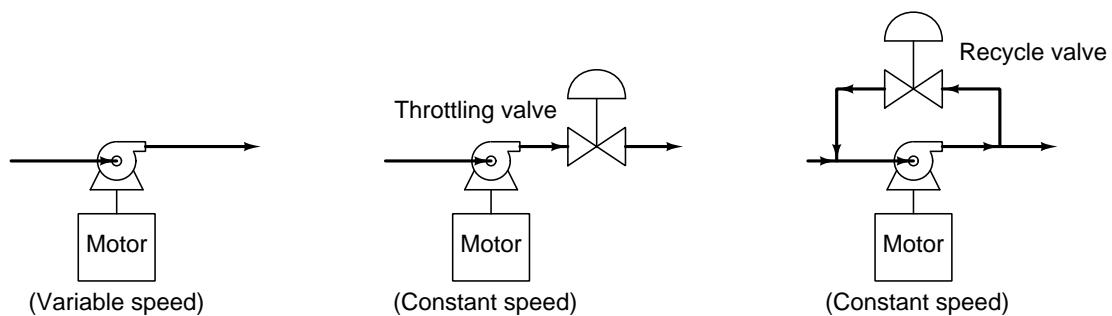 Recycle valve
Throttling valve
Motor
Motor
Motor
(Variable speed)
(Constant speed)
(Constant speed)